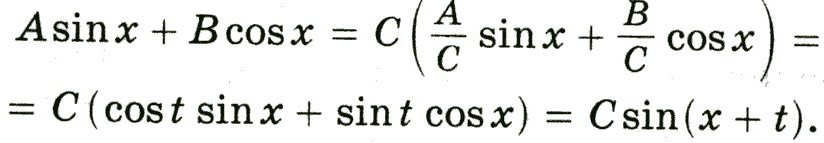 A sin x + B cos x = C ( A/C sin x + B/C cos x ) =
= C (cos t sin x + sin t cos x) = C sin(x + t).